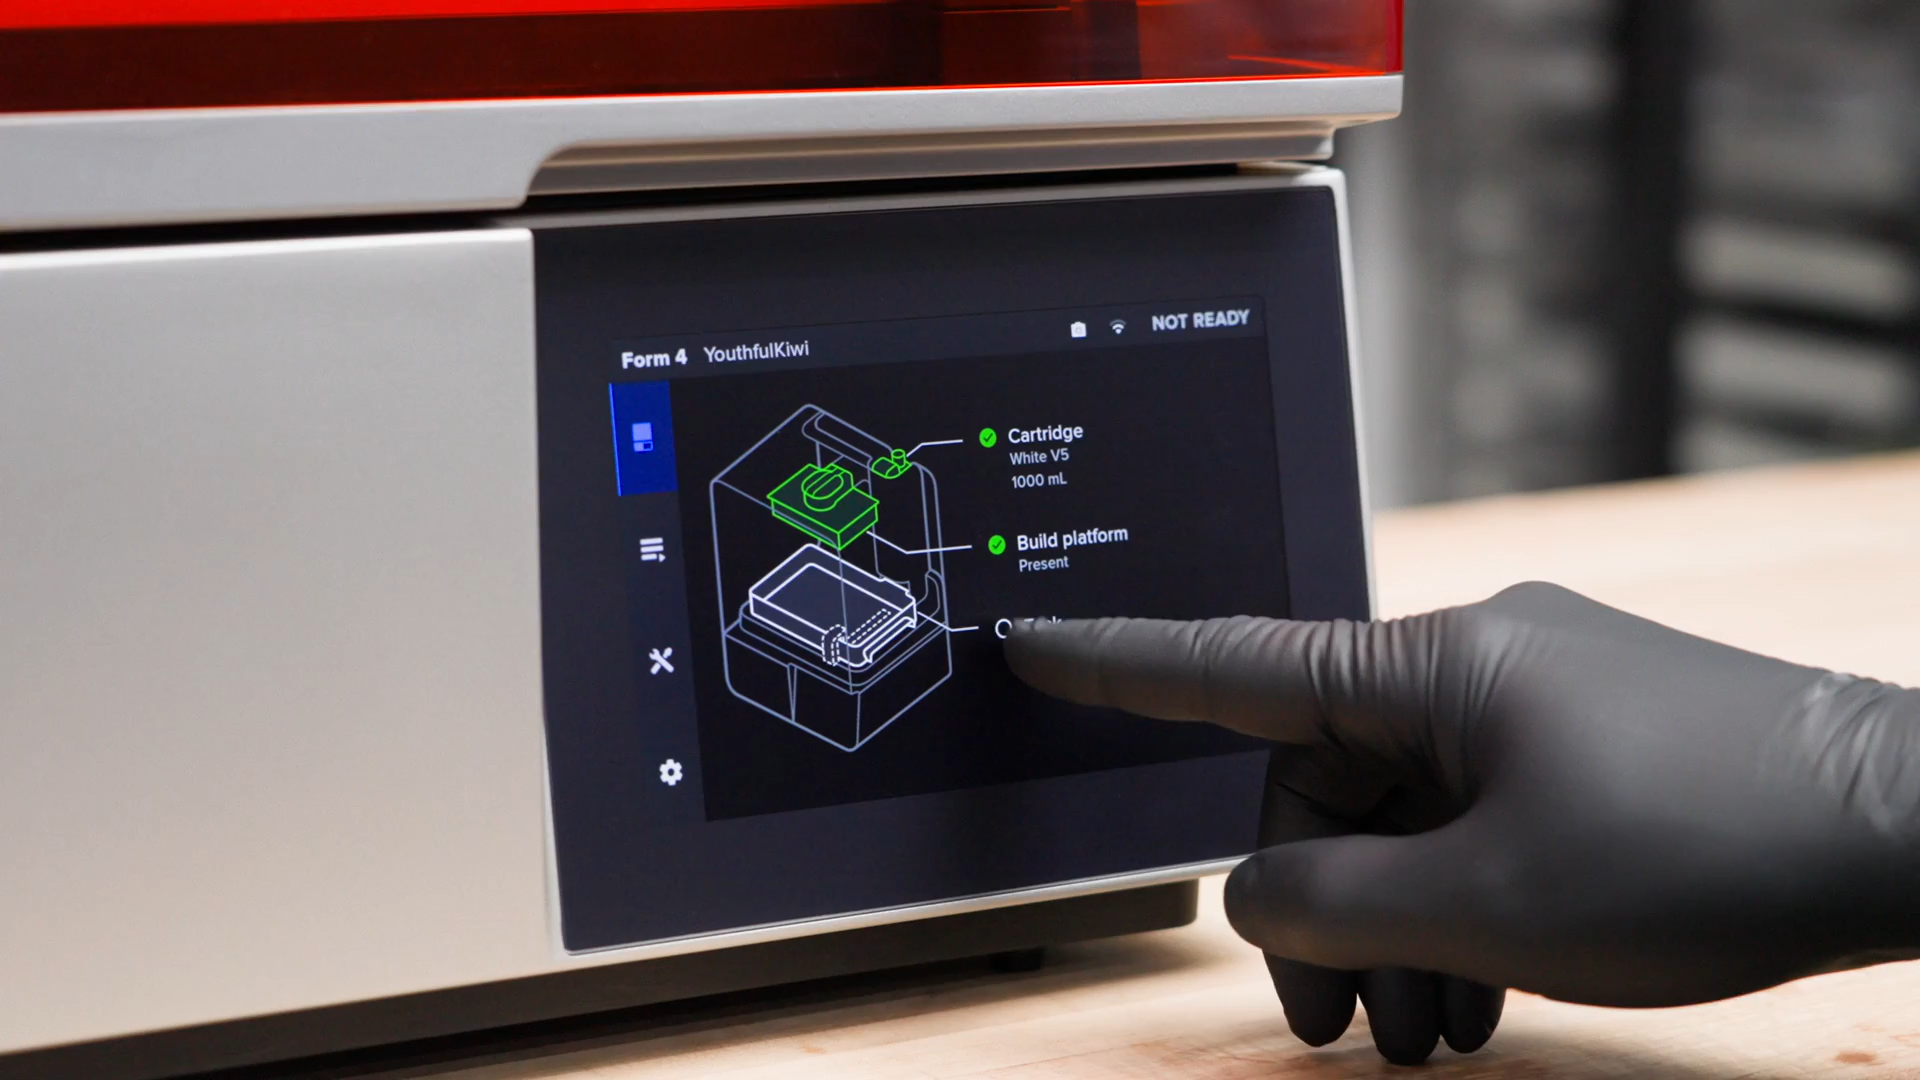 Form 4 YouthfulKiwi NOT READY
Cartridge
White V5
1000 mL
Build platform
Present